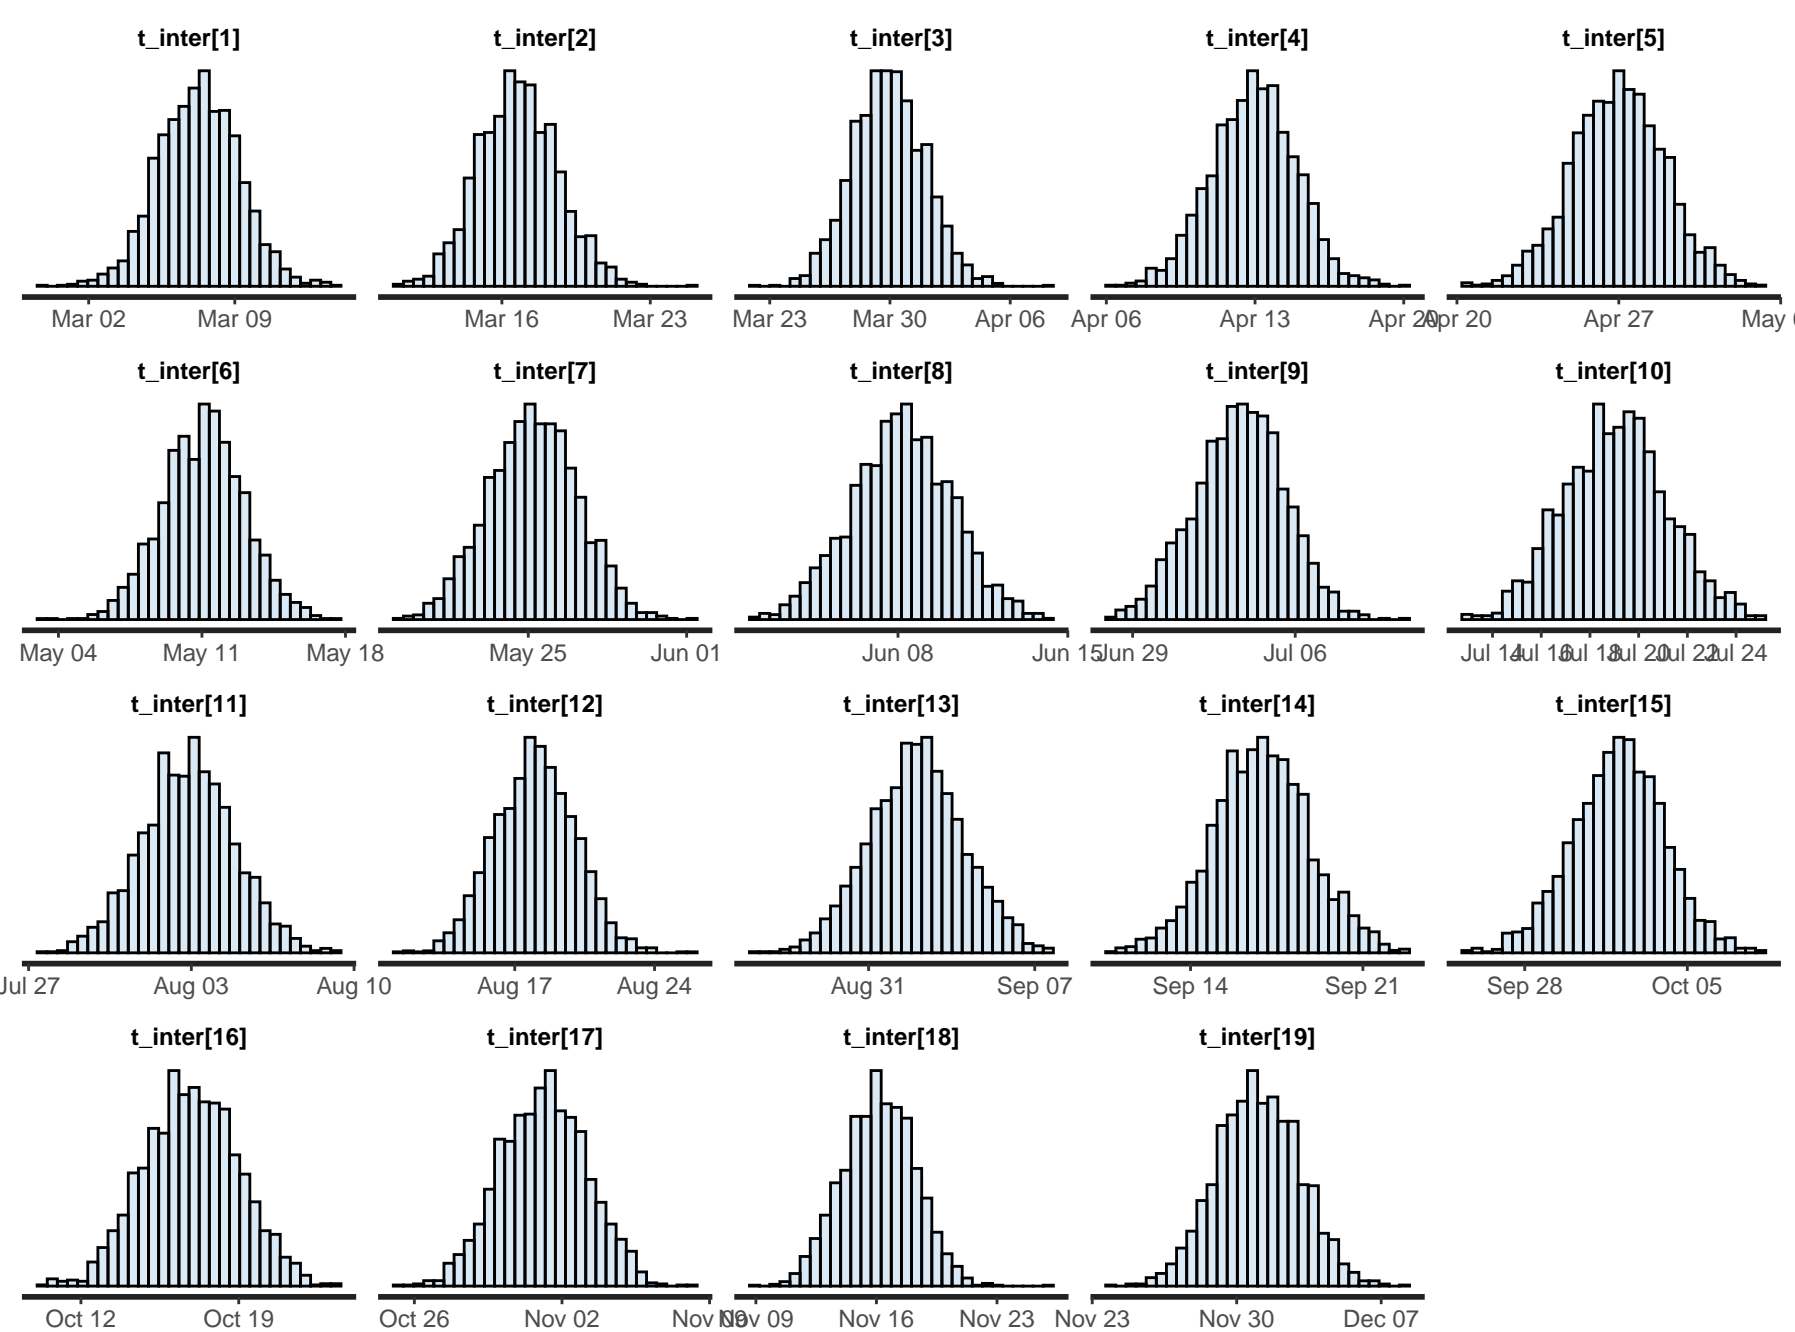 t_inter[1] t_inter[2] t_inter[3] t_inter[4] t_inter[5]
Mar 02 Mar 09 Mar 16 Mar 23 Mar 23 Mar 30 Apr 06 Apr 06 Apr 13 Apr 20 Apr 20 Apr 27 May
t_inter[6] t_inter[7] t_inter[8] t_inter[9] t_inter[10]
May 04 May 11 May 18 May 25 Jun 01 Jun 08 Jun 15 Jun 29 Jul 06 Jul 14 Jul 16 Jul 18 Jul 20 Jul 22 Jul 24
t_inter[11] t_inter[12] t_inter[13] t_inter[14] t_inter[15]
Jul 27 Aug 03 Aug 10 Aug 17 Aug 24 Aug 31 Sep 07 Sep 14 Sep 21 Sep 28 Oct 05
t_inter[16] t_inter[17] t_inter[18] t_inter[19]
Oct 12 Oct 19 Oct 26 Nov 02 Nov 09 Nov 09 Nov 16 Nov 23 Nov 23 Nov 30 Dec 07